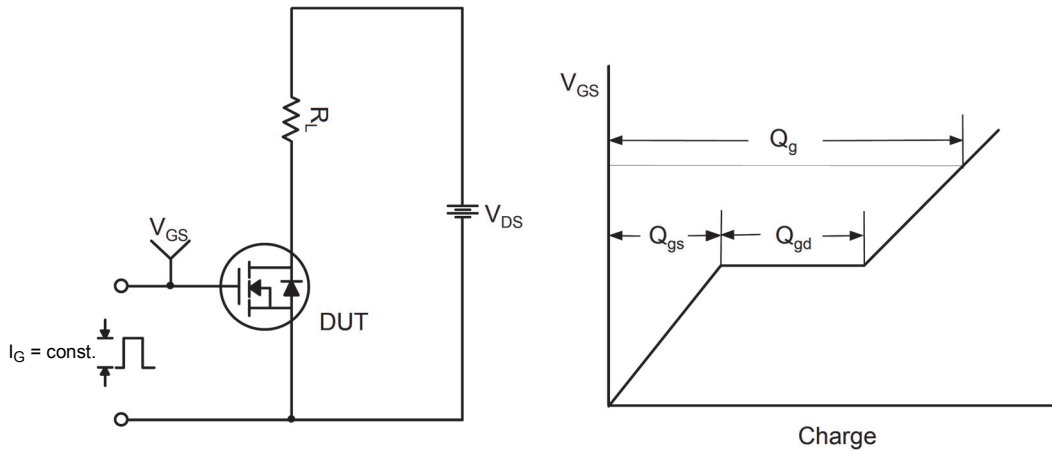 R_L
V_GS
V_DS
DUT
I_G = const.
V_GS
Q_g
Q_gs
Q_gd
Charge